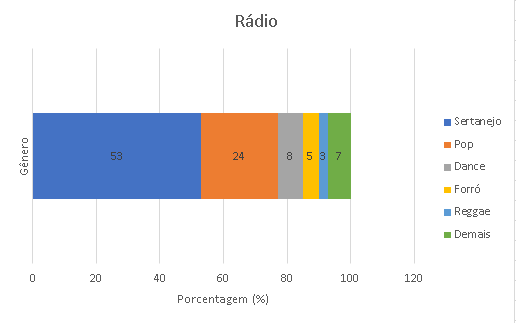 Rádio
Gênero
53 24 8 5 3 7
0 20 40 60 80 100 120
Porcentagem (%)
Sertanejo
Pop
Dance
Forró
Reggae
Demais